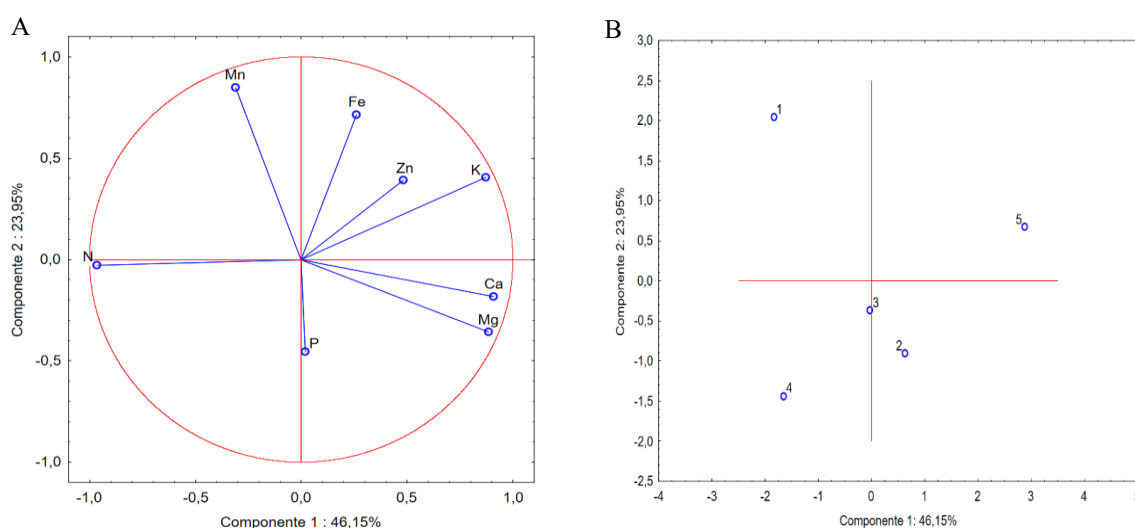 A
1,0
0,5
0,0
-0,5
-1,0
Componente 2 : 23,95%
Mn
Fe
Zn
K
N
Ca
Mg
P
-1,0 -0,5 0,0 0,5 1,0
Componente 1 : 46,15%
B
3,0
2,5
2,0
1,5
1,0
0,5
0,0
-0,5
-1,0
-1,5
-2,0
-2,5
Componente 2: 23,95%
1
5
3
2
4
-4 -3 -2 -1 0 1 2 3 4
Componente 1: 46,15%